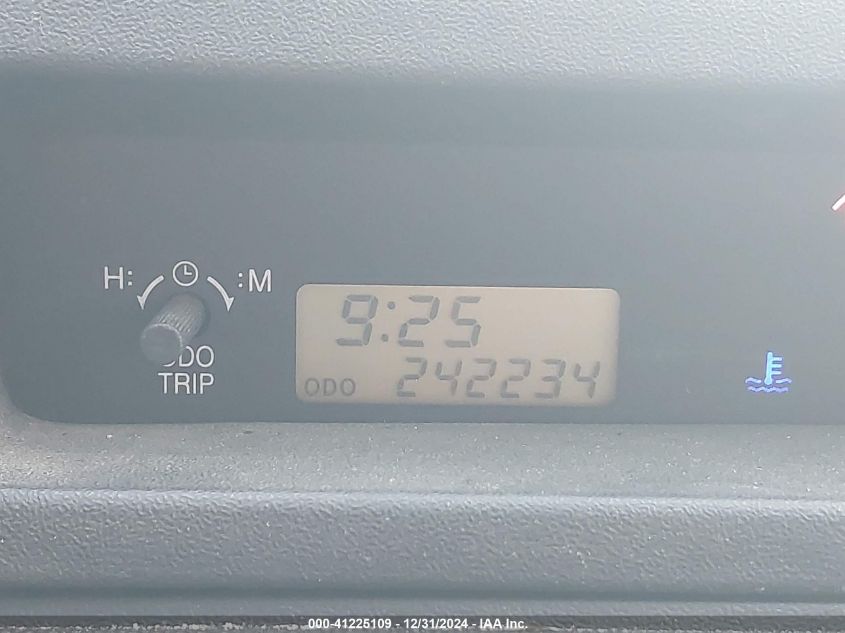 H: :M
ODO
TRIP
9:25
ODO 242234
000-41225109 - 12/31/2024 - IAA Inc.